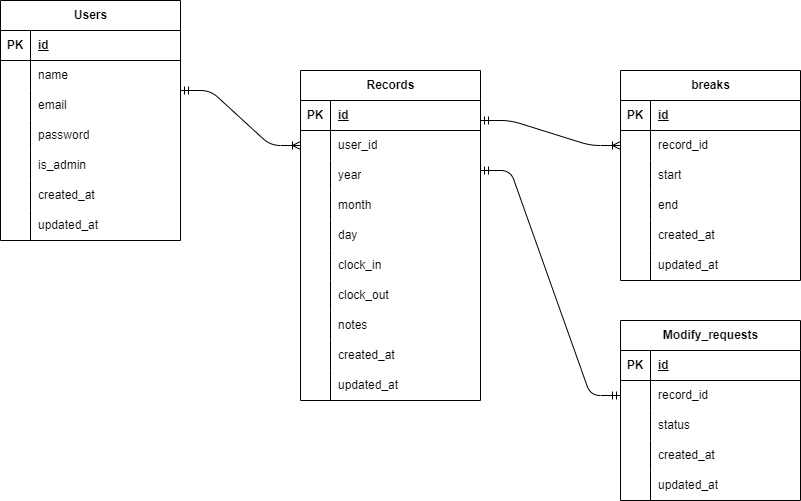 Users
PK id
name
email
password
is_admin
created_at
updated_at
Records
PK id
user_id
year
month
day
clock_in
clock_out
notes
created_at
updated_at
breaks
PK id
record_id
start
end
created_at
updated_at
Modify_requests
PK id
record_id
status
created_at
updated_at